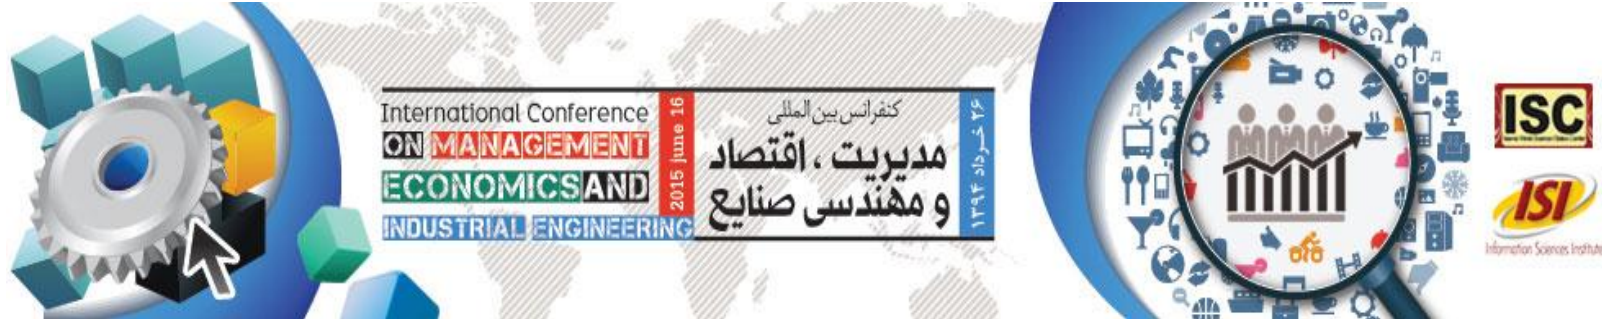 International Conference
ON MANAGEMENT
ECONOMICS AND
INDUSTRIAL ENGINEERING
2015 june 16
کنفرانس بین المللی
مدیریت ، اقتصاد
و مهندسی صنایع
۲۶ خرداد ۱۳۹۴
ISC
ISI
Information Sciences Institute